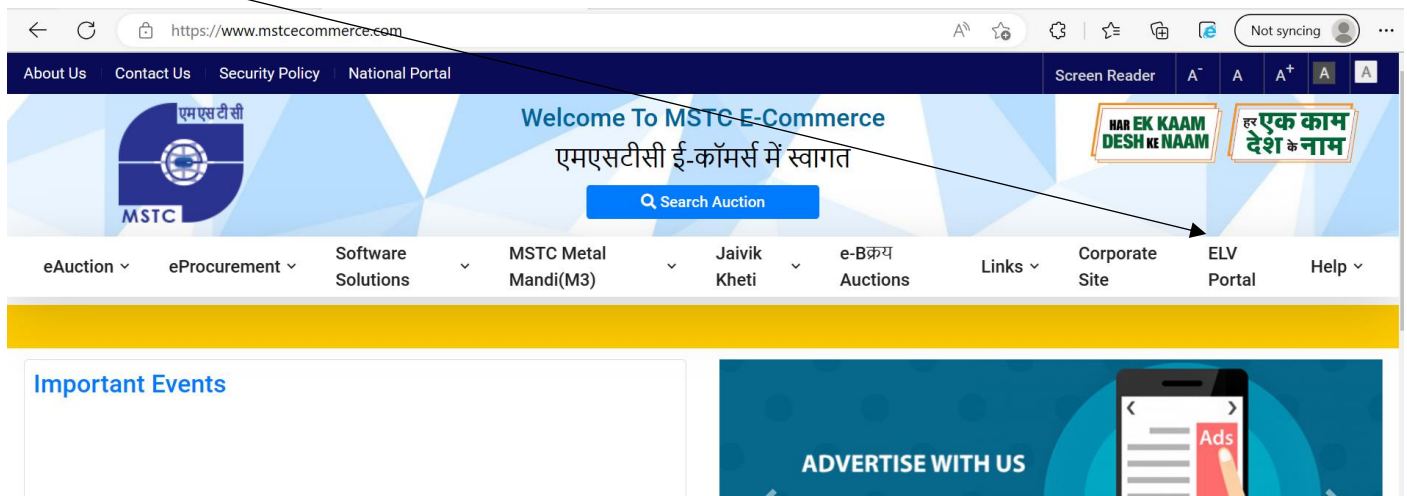 https://www.mstcecommerce.com
Not syncing
About Us Contact Us Security Policy National Portal Screen Reader A- A A+ A A
एम एस टी सी
MSTC
Welcome To MSTC E-Commerce
एमएसटीसी ई-कॉमर्स में स्वागत
Search Auction
HAR EK KAAM
DESH KE NAAM
हर एक काम
देश के नाम
eAuction
eProcurement
Software
Solutions
MSTC Metal
Mandi(M3)
Jaivik
Kheti
e-Bक्रय
Auctions
Links
Corporate
Site
ELV
Portal
Help
Important Events
ADVERTISE WITH US
Ads